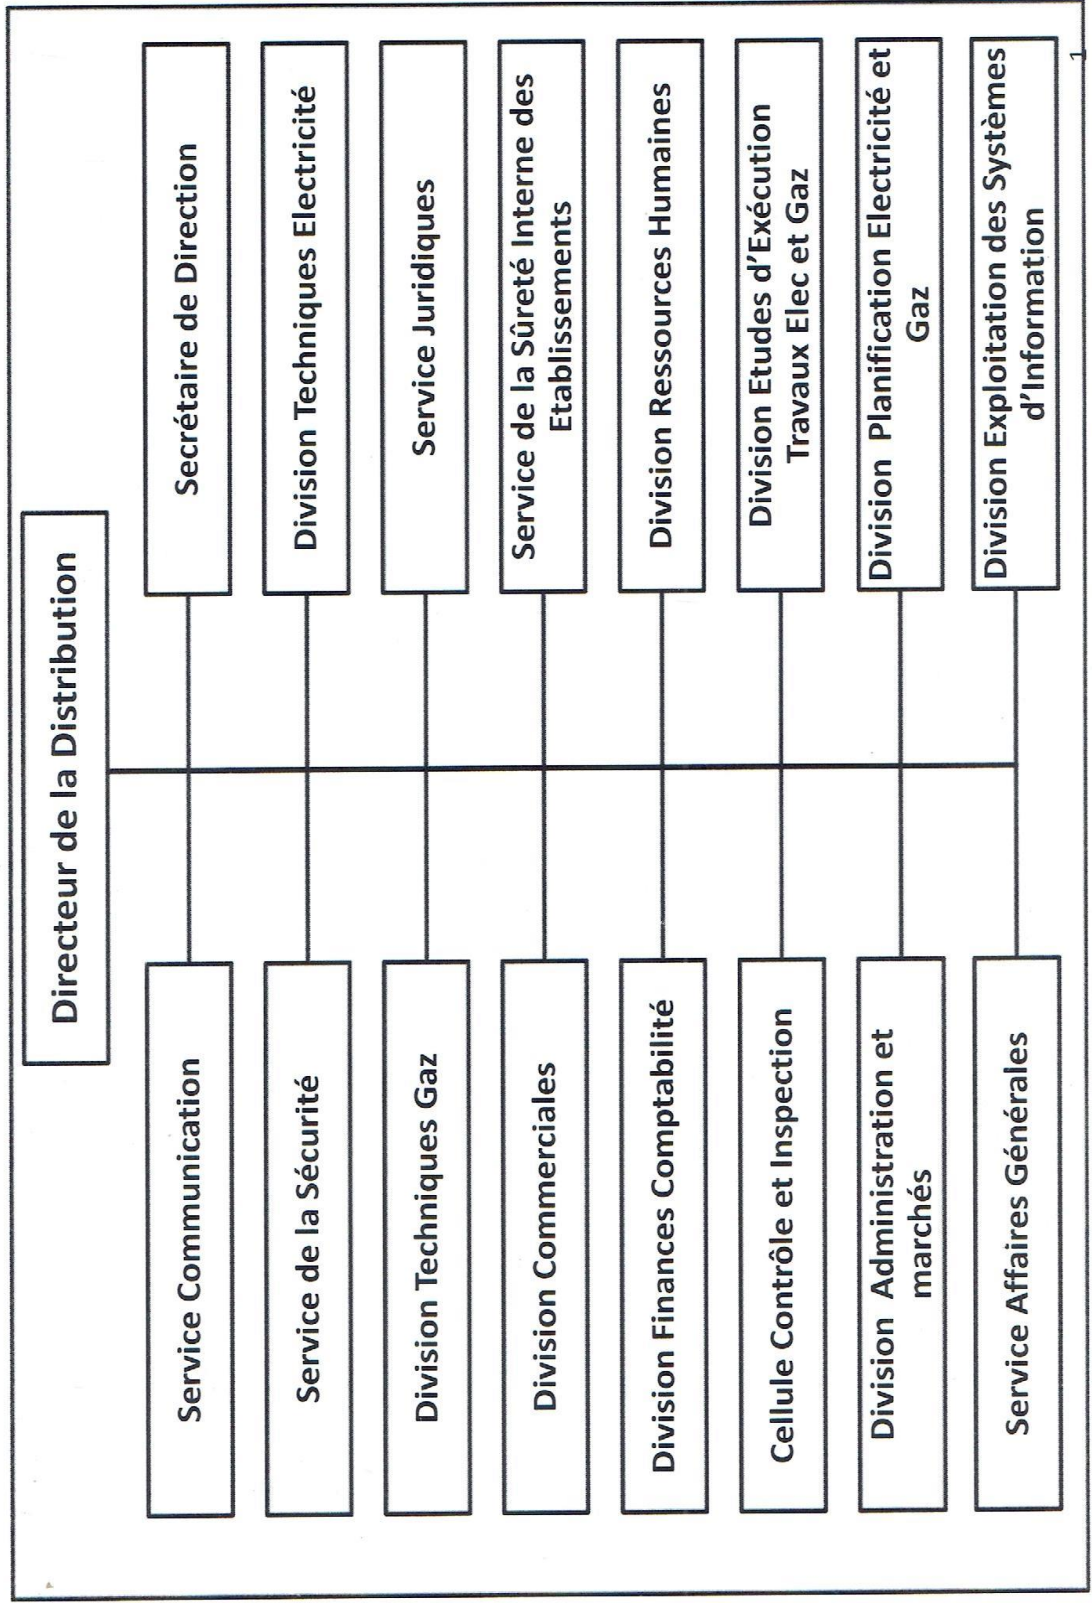 Directeur de la Distribution
Service Communication
Secrétaire de Direction
Service de la Sécurité
Division Techniques Electricité
Division Techniques Gaz
Service Juridiques
Division Commerciales
Service de la Sûreté Interne des
Etablissements
Division Finances Comptabilité
Division Ressources Humaines
Cellule Contrôle et Inspection
Division Etudes d’Exécution
Travaux Elec et Gaz
Division Administration et
marchés
Division Planification Electricité et
Gaz
Service Affaires Générales
Division Exploitation des Systèmes
d’Information
1